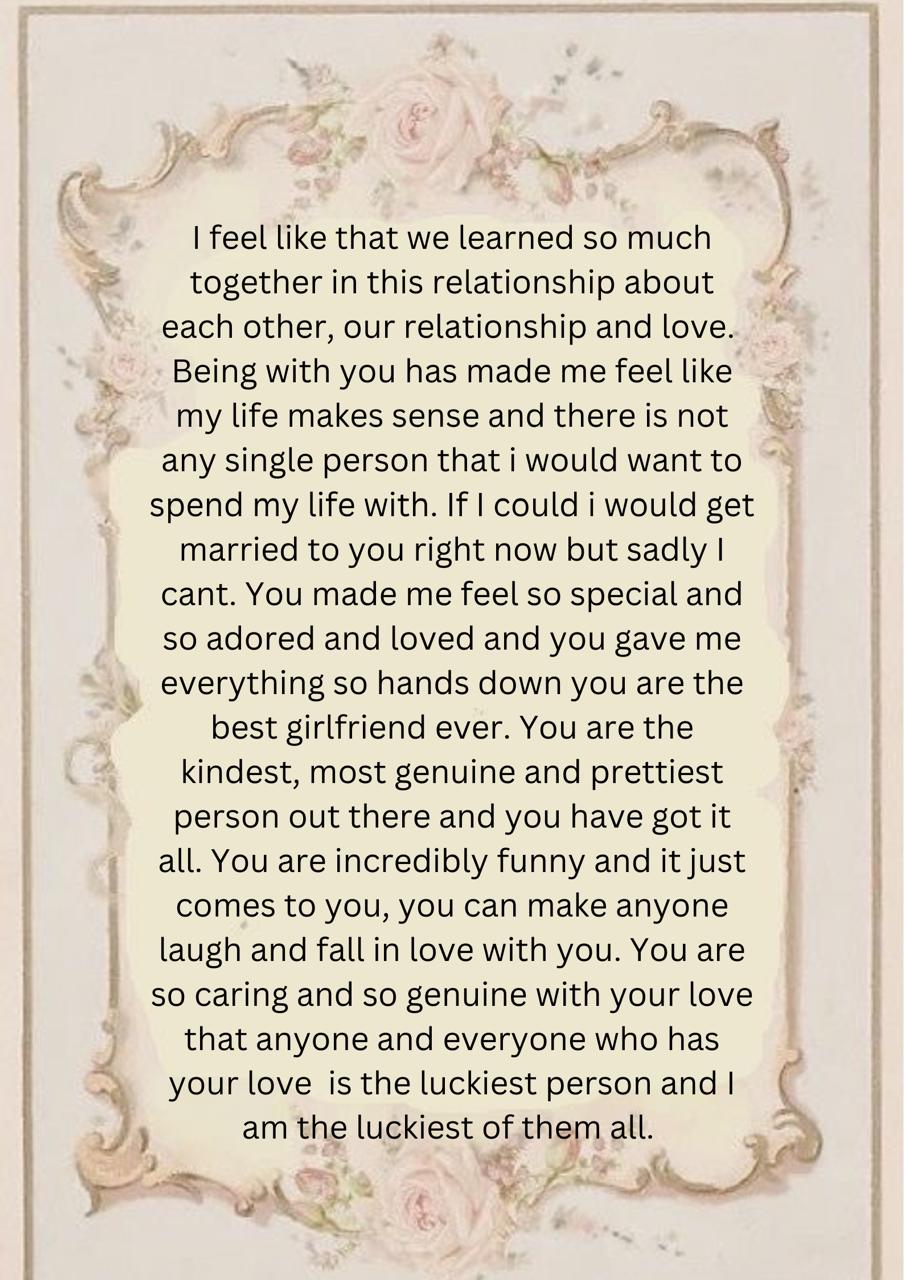 I feel like that we learned so much
together in this relationship about
each other, our relationship and love.
Being with you has made me feel like
my life makes sense and there is not
any single person that i would want to
spend my life with. If I could i would get
married to you right now but sadly I
cant. You made me feel so special and
so adored and loved and you gave me
everything so hands down you are the
best girlfriend ever. You are the
kindest, most genuine and prettiest
person out there and you have got it
all. You are incredibly funny and it just
comes to you, you can make anyone
laugh and fall in love with you. You are
so caring and so genuine with your love
that anyone and everyone who has
your love  is the luckiest person and I
am the luckiest of them all.